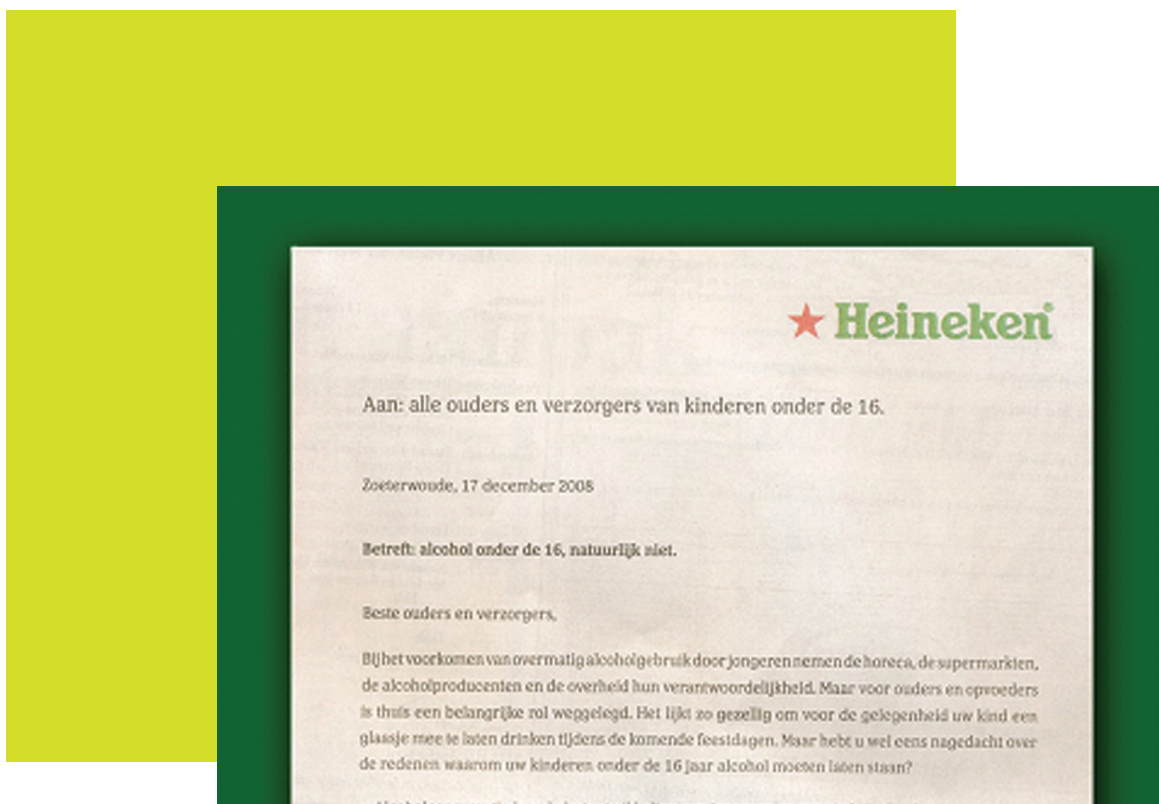 Heineken
Aan: alle ouders en verzorgers van kinderen onder de 16.
Zoeterwoude, 17 december 2008
Betreft: alcohol onder de 16, natuurlijk niet.
Beste ouders en verzorgers,
Bij het voorkomen van overmatig alcoholgebruik door jongeren nemen de horeca, de supermarkten,
de alcoholproducenten en de overheid hun verantwoordelijkheid. Maar voor ouders en opvoeders
is thuis een belangrijke rol weggelegd. Het lijkt zo gezellig om voor de gelegenheid uw kind een
glaasje mee te laten drinken tijdens de komende feestdagen. Maar hebt u wel eens nagedacht over
de redenen waarom uw kinderen onder de 16 jaar alcohol moeten laten staan?